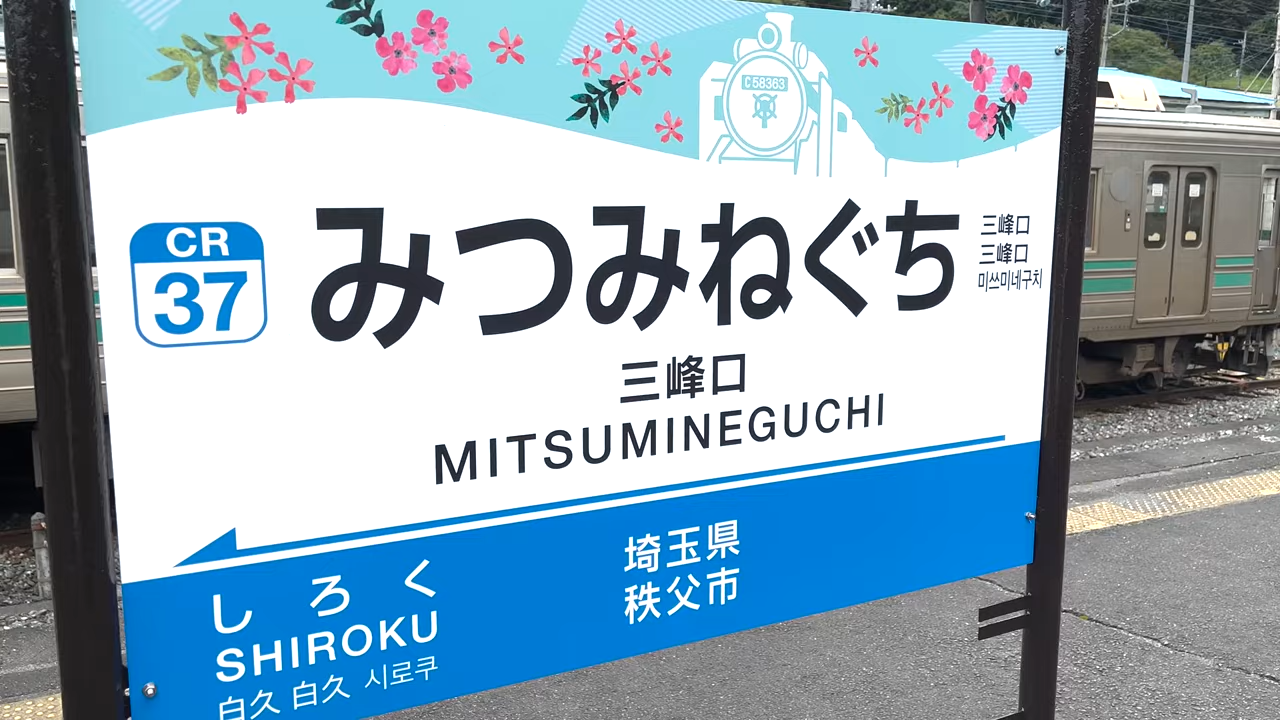 C58363
CR
37
みつみねぐち
三峰口
三峰口
미쓰미네구치
三峰口
MITSUMINEGUCHI
しろく
SHIROKU
白久 白久 시로쿠
埼玉県
秩父市